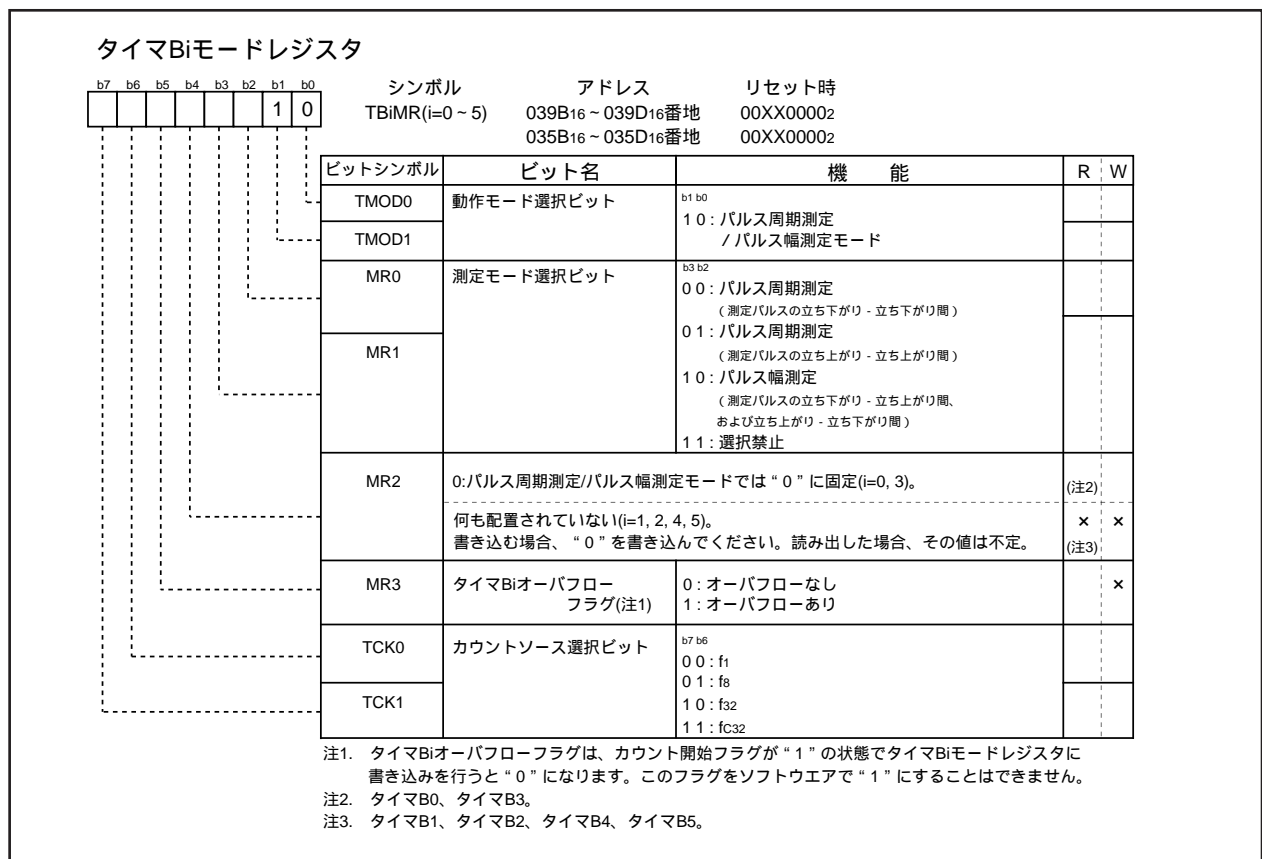 タイマBiモードレジスタ
b7 b6 b5 b4 b3 b2 b1 b0
1 0
シンボル アドレス リセット時
TBiMR(i=0 ~ 5) 039B16 ~ 039D16番地 00XX00002
035B16 ~ 035D16番地 00XX00002
ビットシンボル ビット名 機 能 R W
TMOD0 動作モード選択ビット
b1 b0
1 0 : パルス周期測定
/ パルス幅測定モード
TMOD1
MR0 測定モード選択ビット
b3 b2
0 0 : パルス周期測定
( 測定パルスの立ち下がり - 立ち下がり間 )
0 1 : パルス周期測定
( 測定パルスの立ち上がり - 立ち上がり間 )
MR1
1 0 : パルス幅測定
( 測定パルスの立ち下がり - 立ち上がり間、
および立ち上がり - 立ち下がり間 )
1 1 : 選択禁止
MR2 0:パルス周期測定/パルス幅測定モードでは “ 0 ” に固定(i=0, 3)。 (注2)
何も配置されていない(i=1, 2, 4, 5)。 × ×
書き込む場合、“ 0 ” を書き込んでください。読み出した場合、その値は不定。 (注3)
MR3 タイマBiオーバフロー 0 : オーバフローなし ×
フラグ(注1) 1 : オーバフローあり
TCK0 カウントソース選択ビット
b7 b6
0 0 : f1
0 1 : f8
TCK1
1 0 : f32
1 1 : fC32
注1. タイマBiオーバフローフラグは、カウント開始フラグが “ 1 ” の状態でタイマBiモードレジスタに
書き込みを行うと “ 0 ” になります。このフラグをソフトウエアで “ 1 ” にすることはできません。
注2. タイマB0、タイマB3。
注3. タイマB1、タイマB2、タイマB4、タイマB5。